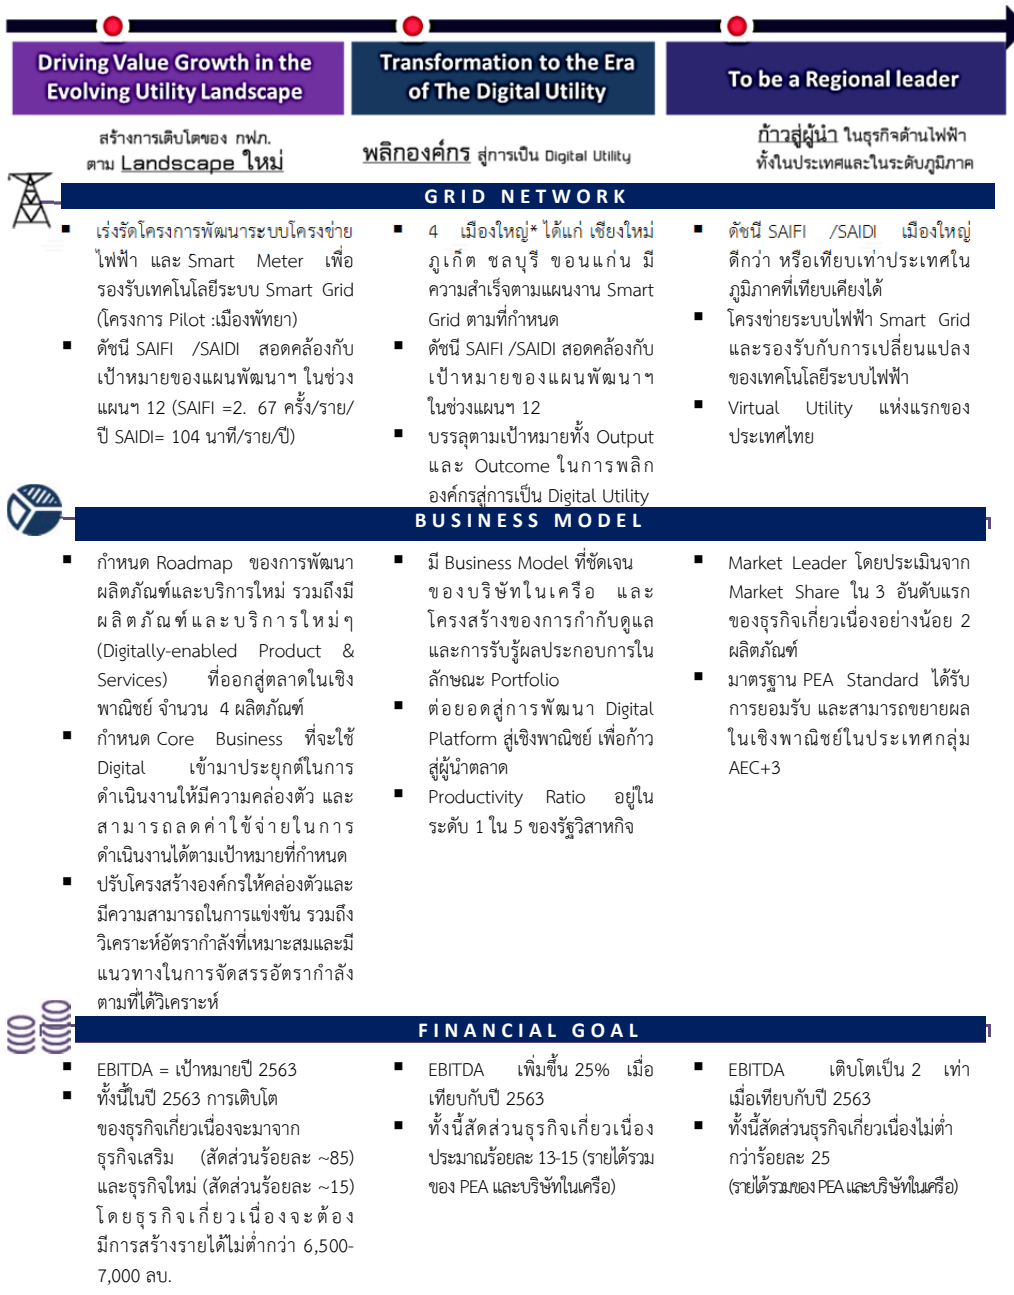 Driving Value Growth in the
Evolving Utility Landscape
สร้างการเติบโตของ กฟภ.
ตาม Landscape ใหม่
Transformation to the Era
of The Digital Utility
พลิกองค์กร สู่การเป็น Digital Utility
To be a Regional leader
ก้าวสู่ผู้นำ ในธุรกิจด้านไฟฟ้า
ทั้งในประเทศและในระดับภูมิภาค
GRID NETWORK
▪ เร่งรัดโครงการพัฒนาระบบโครงข่าย
ไฟฟ้า และ Smart Meter เพื่อ
รองรับเทคโนโลยีระบบ Smart Grid
(โครงการ Pilot :เมืองพัทยา)
▪ ดัชนี SAIFI /SAIDI สอดคล้องกับ
เป้าหมายของแผนพัฒนาฯ ในช่วง
แผนฯ 12 (SAIFI =2. 67 ครั้ง/ราย/
ปี SAIDI= 104 นาที/ราย/ปี)
▪ 4 เมืองใหญ่* ได้แก่ เชียงใหม่
ภูเก็ต ชลบุรี ขอนแก่น มี
ความสำเร็จตามแผนงาน Smart
Grid ตามที่กำหนด
▪ ดัชนี SAIFI /SAIDI สอดคล้องกับ
เป้าหมายของแผนพัฒนาฯ
ในช่วงแผนฯ 12
▪ บรรลุตามเป้าหมายทั้ง Output
และ Outcome ในการพลิก
องค์กรสู่การเป็น Digital Utility
▪ ดัชนี SAIFI /SAIDI เมืองใหญ่
ดีกว่า หรือเทียบเท่าประเทศใน
ภูมิภาคที่เทียบเคียงได้
▪ โครงข่ายระบบไฟฟ้า Smart Grid
และรองรับกับการเปลี่ยนแปลง
ของเทคโนโลยีระบบไฟฟ้า
▪ Virtual Utility แห่งแรกของ
ประเทศไทย
BUSINESS MODEL
▪ กำหนด Roadmap ของการพัฒนา
ผลิตภัณฑ์และบริการใหม่ รวมถึงมี
ผลิตภัณฑ์และบริการใหม่ๆ
(Digitally-enabled Product &
Services) ที่ออกสู่ตลาดในเชิง
พาณิชย์ จำนวน 4 ผลิตภัณฑ์
▪ กำหนด Core Business ที่จะใช้
Digital เข้ามาประยุกต์ในการ
ดำเนินงานให้มีความคล่องตัว และ
สามารถลดค่าใช้จ่ายในการ
ดำเนินงานได้ตามเป้าหมายที่กำหนด
▪ ปรับโครงสร้างองค์กรให้คล่องตัวและ
มีความสามารถในการแข่งขัน รวมถึง
วิเคราะห์อัตรากำลังที่เหมาะสมและมี
แนวทางในการจัดสรรอัตรากำลัง
ตามที่ได้วิเคราะห์
▪ มี Business Model ที่ชัดเจน
ของบริษัทในเครือ และ
โครงสร้างของการกำกับดูแล
และการรับรู้ผลประกอบการใน
ลักษณะ Portfolio
▪ ต่อยอดสู่การพัฒนา Digital
Platform สู่เชิงพาณิชย์ เพื่อก้าว
สู่ผู้นำตลาด
▪ Productivity Ratio อยู่ใน
ระดับ 1 ใน 5 ของรัฐวิสาหกิจ
▪ Market Leader โดยประเมินจาก
Market Share ใน 3 อันดับแรก
ของธุรกิจเกี่ยวเนื่องอย่างน้อย 2
ผลิตภัณฑ์
▪ มาตรฐาน PEA Standard ได้รับ
การยอมรับ และสามารถขยายผล
ในเชิงพาณิชย์ในประเทศกลุ่ม
AEC+3
FINANCIAL GOAL
▪ EBITDA = เป้าหมายปี 2563
▪ ทั้งนี้ในปี 2563 การเติบโต
ของธุรกิจเกี่ยวเนื่องจะมาจาก
ธุรกิจเสริม (สัดส่วนร้อยละ ~85)
และธุรกิจใหม่ (สัดส่วนร้อยละ ~15)
โดยธุรกิจเกี่ยวเนื่องจะต้อง
มีการสร้างรายได้ไม่ต่ำกว่า 6,500-
7,000 ลบ.
▪ EBITDA เพิ่มขึ้น 25% เมื่อ
เทียบกับปี 2563
▪ ทั้งนี้สัดส่วนธุรกิจเกี่ยวเนื่อง
ประมาณร้อยละ 13-15 (รายได้รวม
ของ PEA และบริษัทในเครือ)
▪ EBITDA เติบโตเป็น 2 เท่า
เมื่อเทียบกับปี 2563
▪ ทั้งนี้สัดส่วนธุรกิจเกี่ยวเนื่องไม่ต่ำ
กว่าร้อยละ 25
(รายได้รวมของ PEA และบริษัทในเครือ)